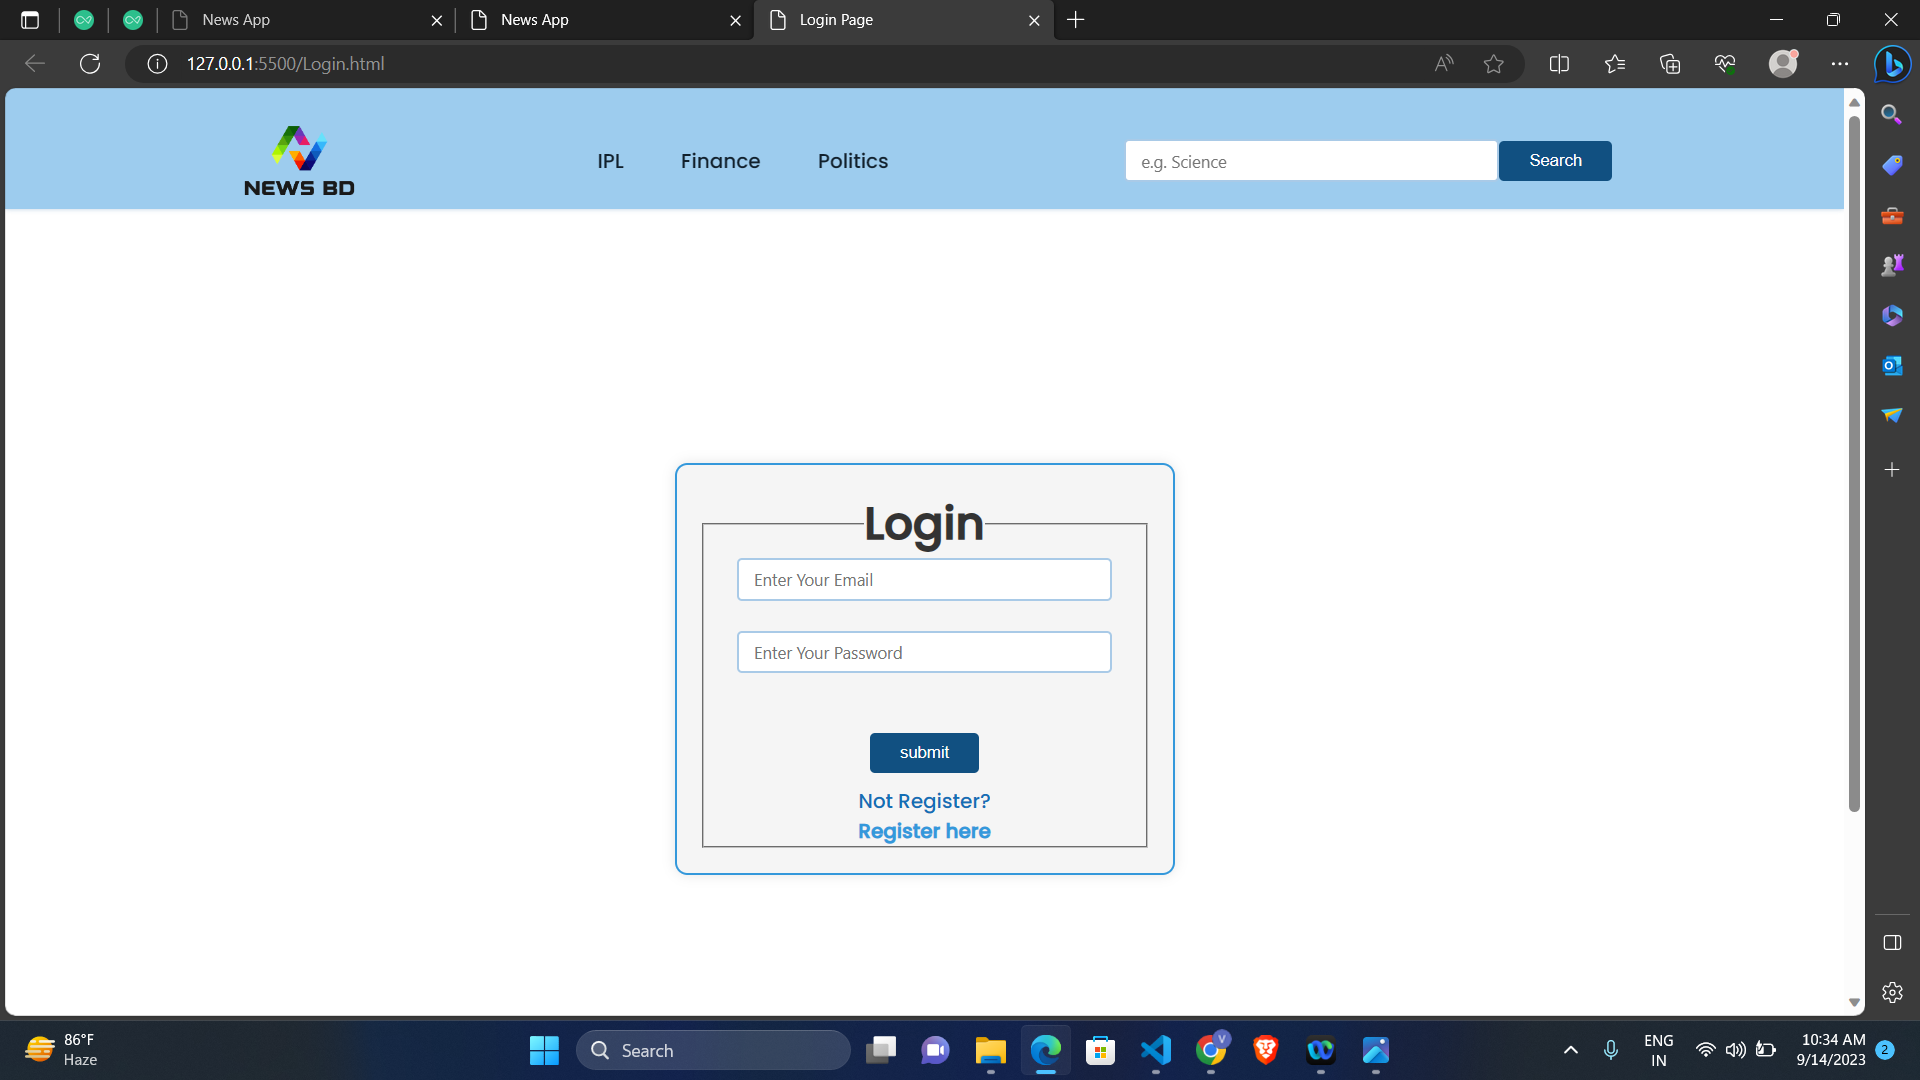 News App
News App
Login Page
127.0.0.1:5500/Login.html
NEWS BD
IPL
Finance
Politics
e.g. Science
Search
Login
Enter Your Email
Enter Your Password
submit
Not Register?
Register here
86°F
Haze
Search
V
ENG
IN
10:34 AM
9/14/2023
2